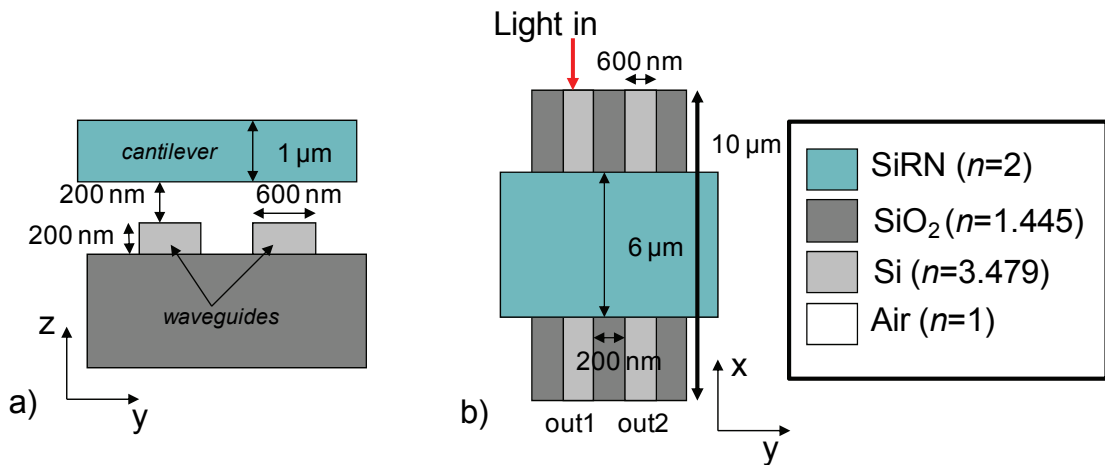 cantilever
1 µm
200 nm
600 nm
200 nm
waveguides
z
y
a)
Light in
600 nm
10 µm
6 µm
200 nm
out1
out2
x
y
b)
SiRN (n=2)
SiO₂ (n=1.445)
Si (n=3.479)
Air (n=1)